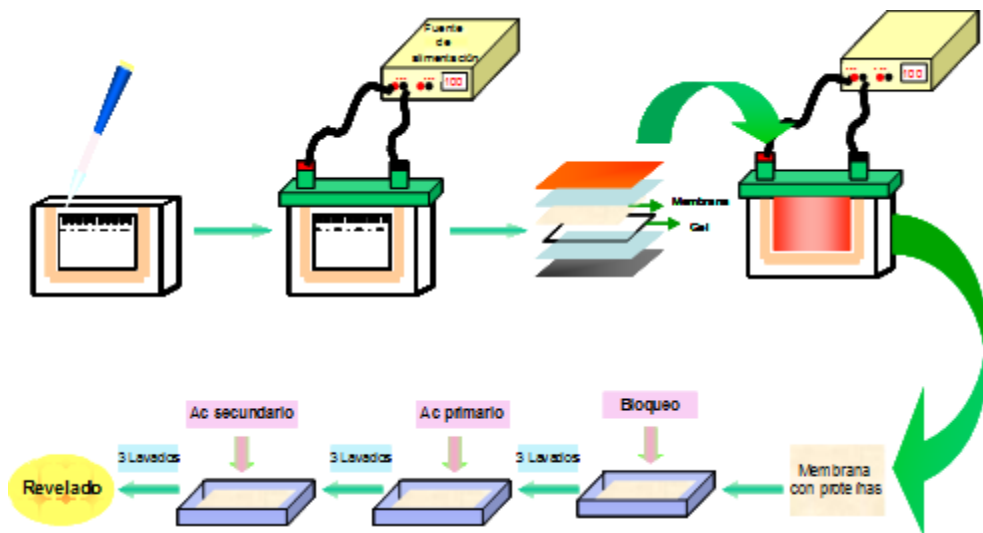 Fuente
de
alimentación
100
100
Membrana
Gel
Ac secundario
Ac primario
Bloqueo
3 Lavados
3 Lavados
3 Lavados
Revelado
Membrana
con proteínas